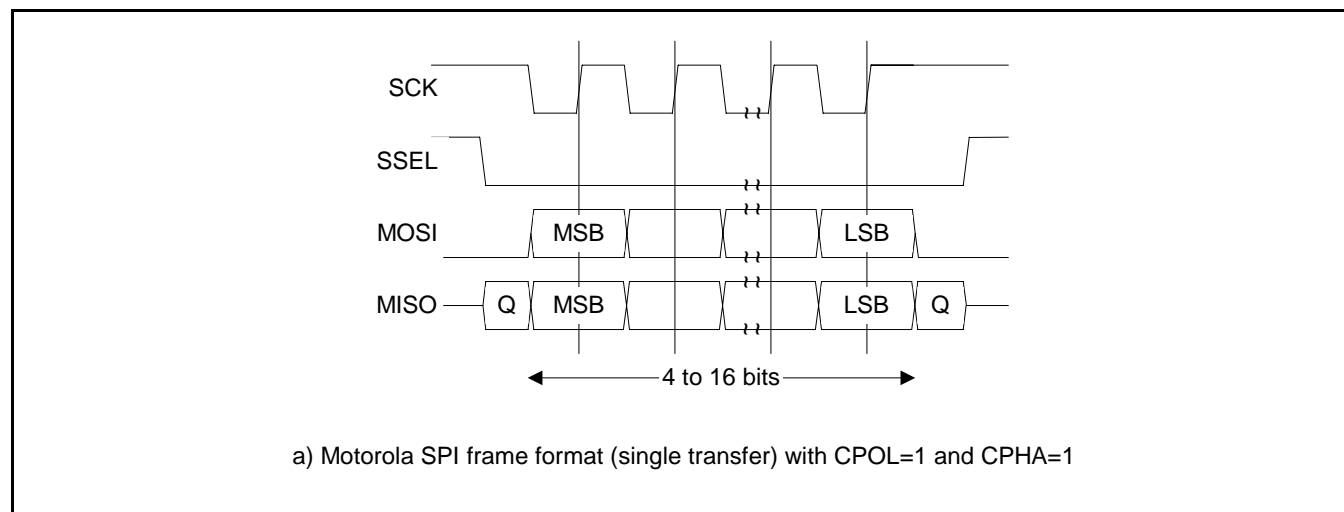 SCK
SSEL
MOSI MSB LSB
MISO Q MSB LSB Q
4 to 16 bits
a) Motorola SPI frame format (single transfer) with CPOL=1 and CPHA=1